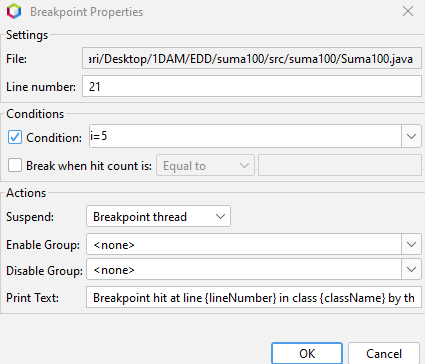 Breakpoint Properties
Settings
File: ari/Desktop/1DAM/EDD/suma100/src/suma100/Suma100.java
Line number: 21
Conditions
Condition: i=5
Break when hit count is: Equal to
Actions
Suspend: Breakpoint thread
Enable Group: <none>
Disable Group: <none>
Print Text: Breakpoint hit at line {lineNumber} in class {className} by th
OK Cancel